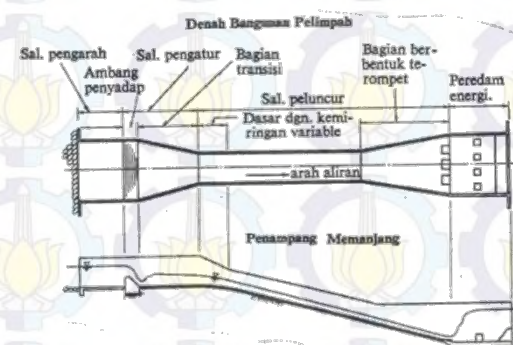 Denah Bangunan Pelimpah
Sal. pengarah
Sal. pengatur
Ambang
penyadap
Bagian
transisi
Bagian ber-
bentuk te-
rompet
Peredam
energi.
Sal. peluncur
Dasar dgn. kemi-
ringan variable
arah aliran
Penampang Memanjang